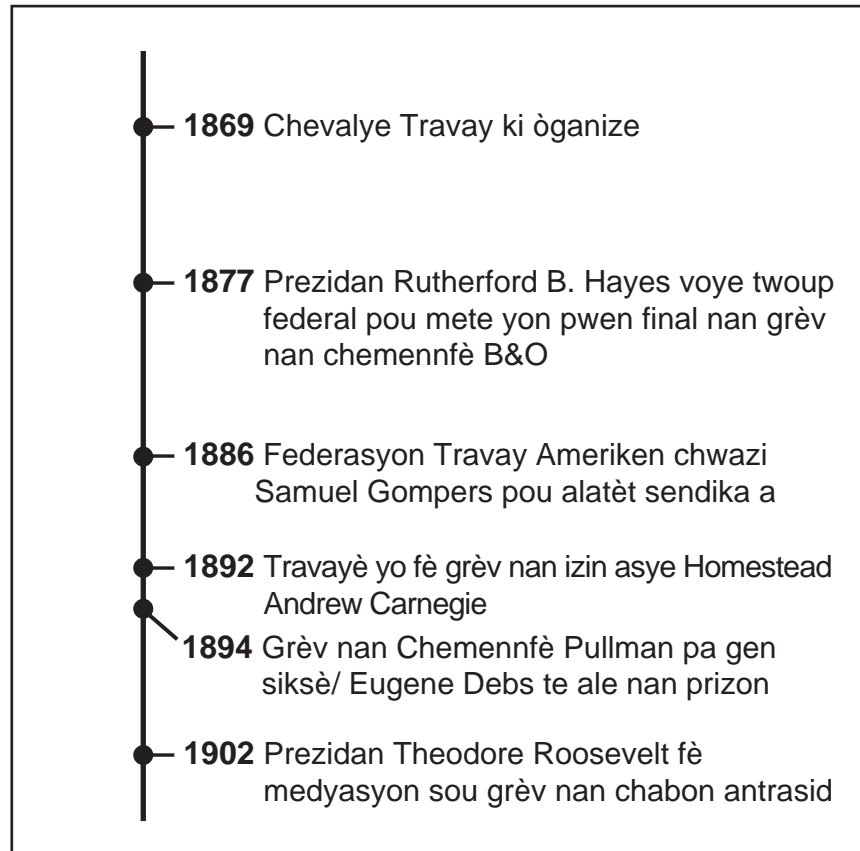 1869 Chevalye Travay ki òganize
1877 Prezidan Rutherford B. Hayes voye twoup
federal pou mete yon pwen final nan grèv
nan chemennfè B&O
1886 Federasyon Travay Ameriken chwazi
Samuel Gompers pou alatèt sendika a
1892 Travayè yo fè grèv nan izin asye Homestead
Andrew Carnegie
1894 Grèv nan Chemennfè Pullman pa gen
siksè/ Eugene Debs te ale nan prizon
1902 Prezidan Theodore Roosevelt fè
medyasyon sou grèv nan chabon antrasid